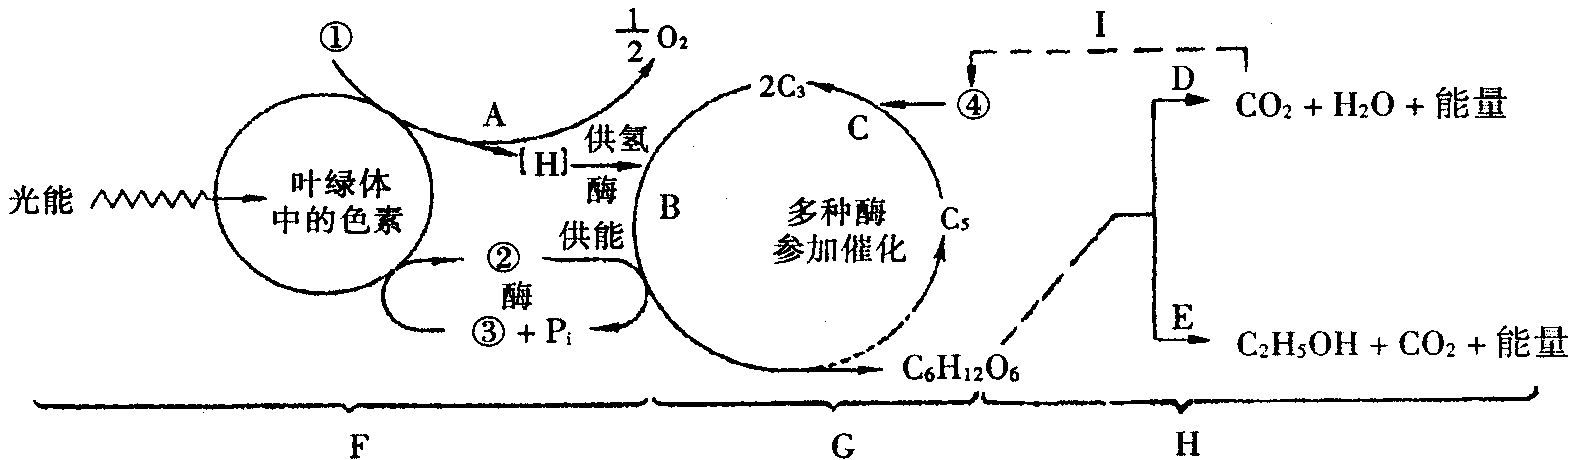 ① 1/2 O₂ I
2C₃ D
A C ④ CO₂ + H₂O + 能量
[H] 供氢
酶
光能 叶绿体
中的色素
B 多种酶
参加催化
C₅
供能
②
酶
③ + Pᵢ
E
C₂H₅OH + CO₂ + 能量
C₆H₁₂O₆
F G H